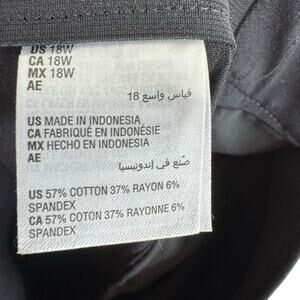 US 18W
CA 18W
MX 18W
AE
قياس واسع 18
US MADE IN INDONESIA
CA FABRIQUÉ EN INDONÉSIE
MX HECHO EN INDONESIA
AE
صُنع في إندونيسيا
US 57% COTTON 37% RAYON 6%
SPANDEX
CA 57% COTON 37% RAYONNE 6%
SPANDEX